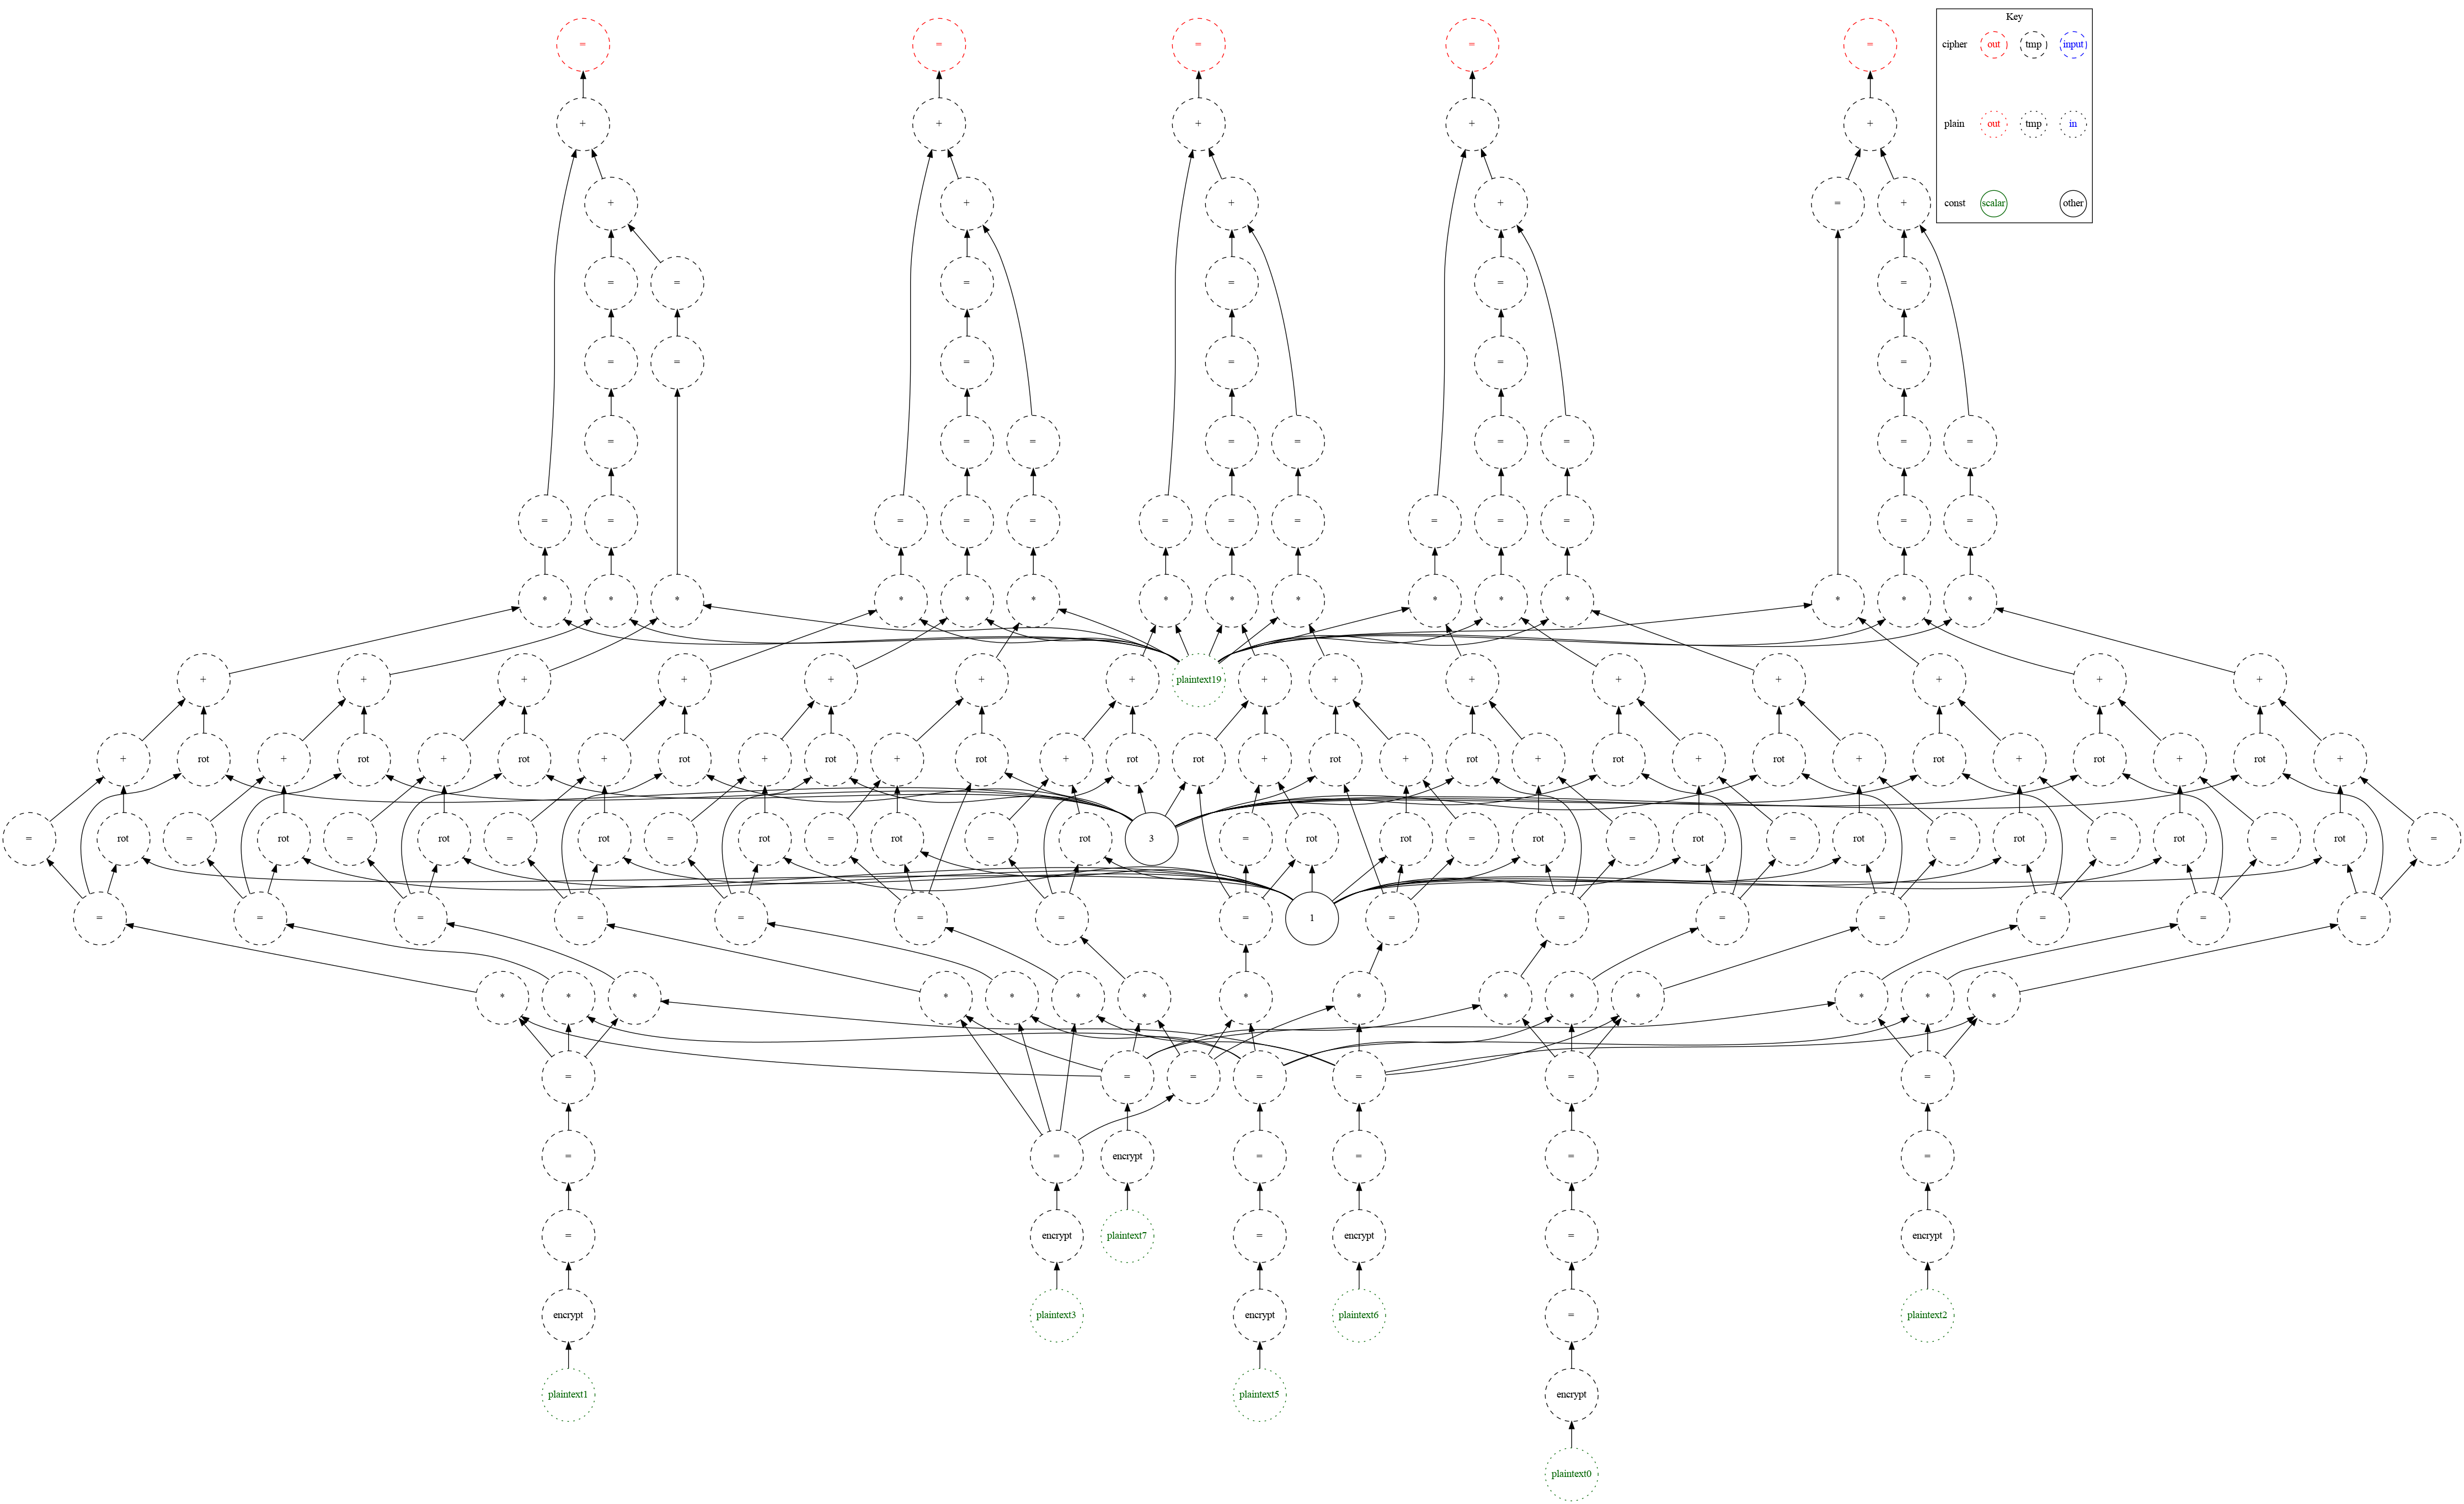 = = = = = Key
cipher out tmp input
+ + + + + plain out tmp in
+ + + + = + const scalar other
= = = = = =
= = = = = =
= = = = = = = =
= = = = = = = = = = = = =
* * * * * * * * * * * * * * *
+ + + + + + + plaintext19 + + + + + + + +
+ rot + rot + rot + rot + rot + rot + rot rot + rot + rot + rot + rot + rot + rot + rot +
= rot = rot = rot = rot = rot = rot = rot 3 = rot rot = rot = rot = rot = rot = rot = rot =
= = = = = = = = 1 = = = = = = =
* * * * * * * * * * * * * * *
= = = = = = =
= = encrypt = = = =
= encrypt plaintext7 = encrypt = encrypt
encrypt plaintext3 encrypt plaintext6 = plaintext2
plaintext1 plaintext5 encrypt
plaintext0